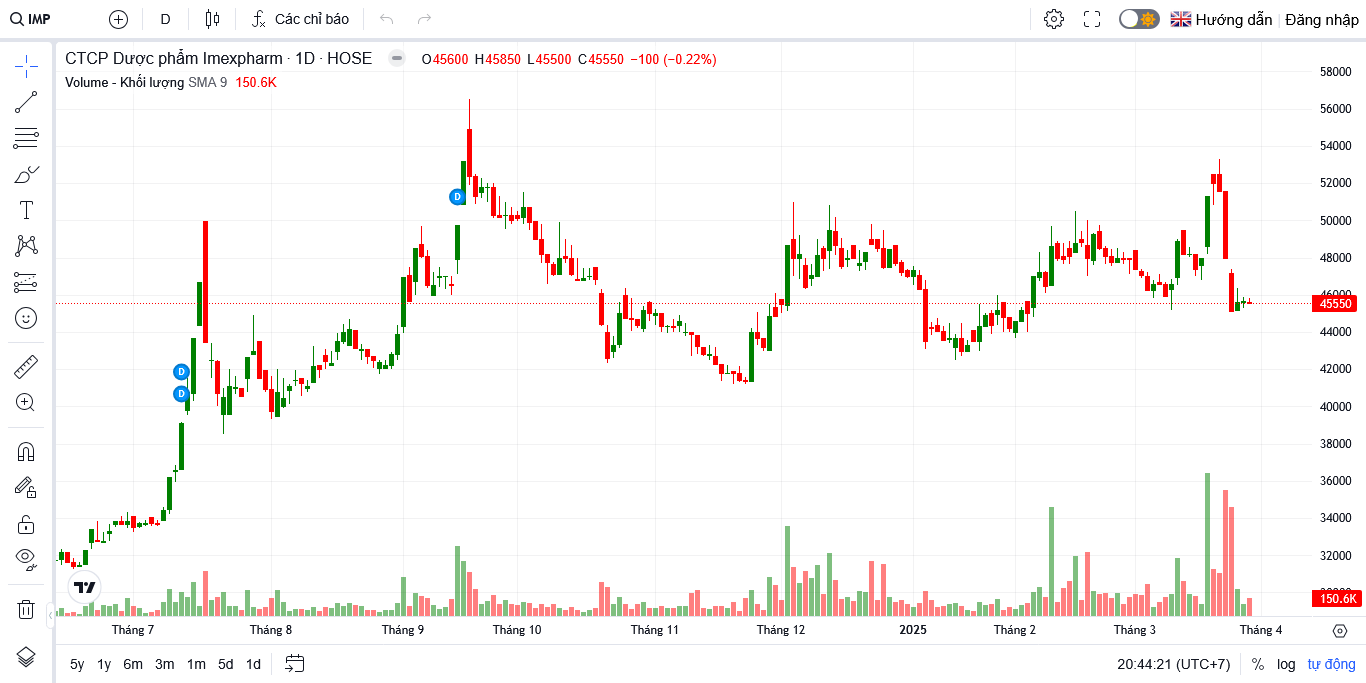 IMP D Các chỉ báo Hướng dẫn Đăng nhập
CTCP Dược phẩm Imexpharm · 1D · HOSE O45600 H45850 L45500 C45550 −100 (−0.22%)
Volume - Khối lượng SMA 9 150.6K
58000
56000
54000
52000
50000
48000
46000
45550
44000
42000
40000
38000
36000
34000
32000
150.6K
D
D
D
Tháng 7 Tháng 8 Tháng 9 Tháng 10 Tháng 11 Tháng 12 2025 Tháng 2 Tháng 3 Tháng 4
5y 1y 6m 3m 1m 5d 1d 20:44:21 (UTC+7) % log tự động